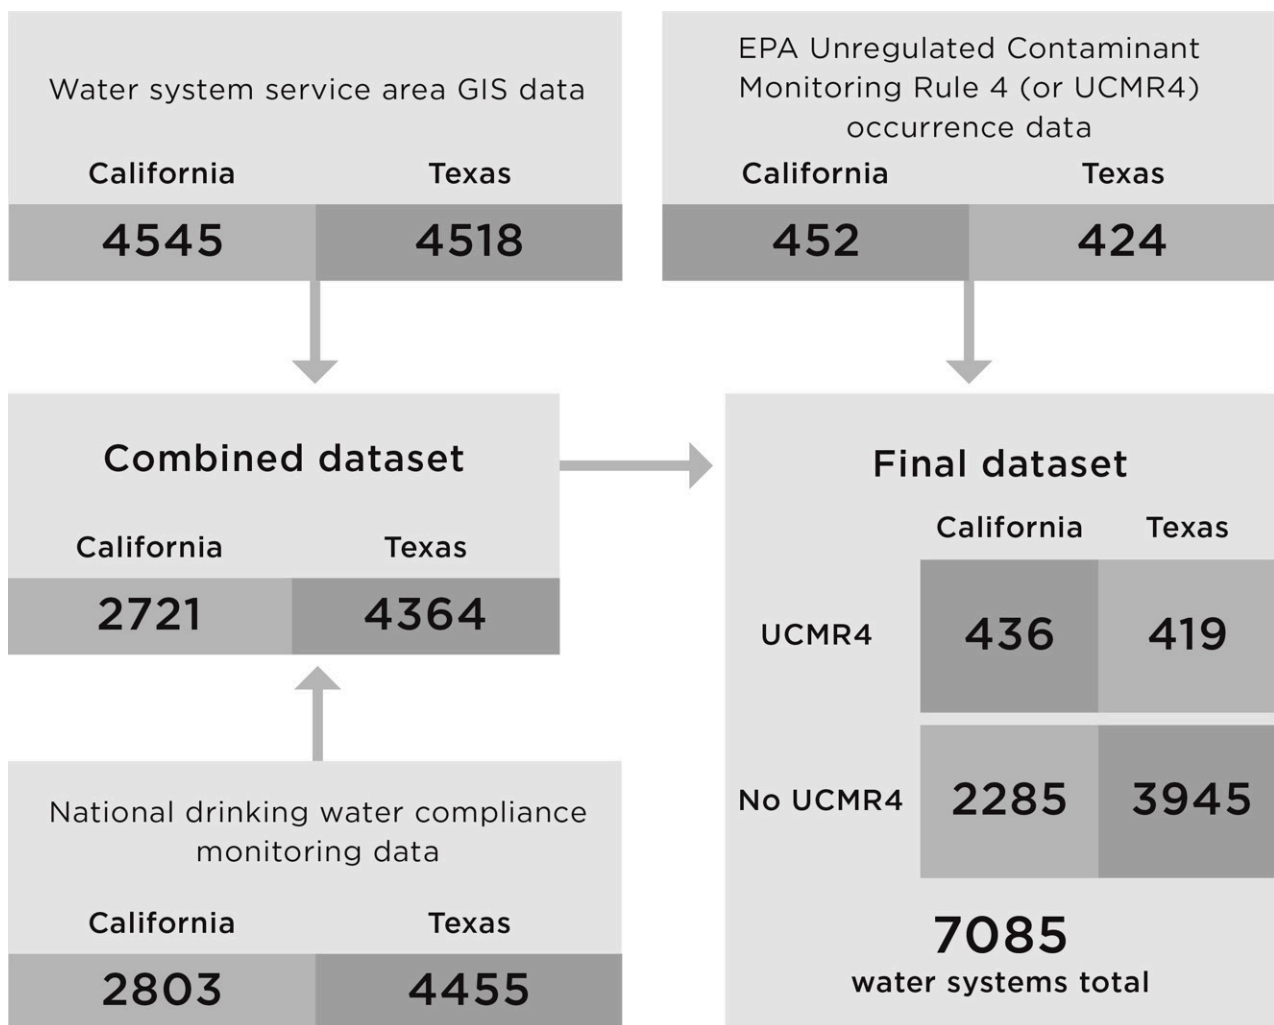 Water system service area GIS data
California Texas
4545 4518
EPA Unregulated Contaminant
Monitoring Rule 4 (or UCMR4)
occurrence data
California Texas
452 424
Combined dataset
California Texas
2721 4364
National drinking water compliance
monitoring data
California Texas
2803 4455
Final dataset
California Texas
UCMR4 436 419
No UCMR4 2285 3945
7085
water systems total